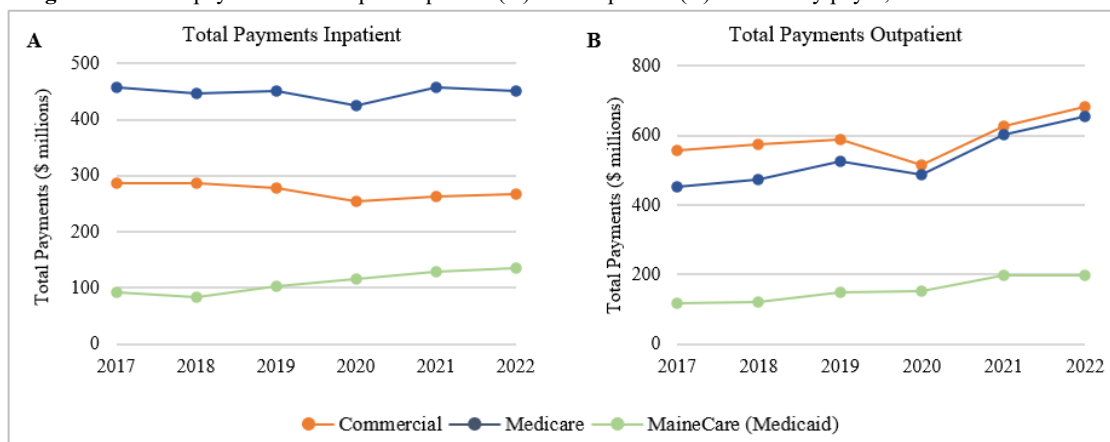 A Total Payments Inpatient
Total Payments ($ millions)
500
400
300
200
100
0
2017 2018 2019 2020 2021 2022
B Total Payments Outpatient
Total Payments ($ millions)
800
600
400
200
0
2017 2018 2019 2020 2021 2022
Commercial Medicare MaineCare (Medicaid)